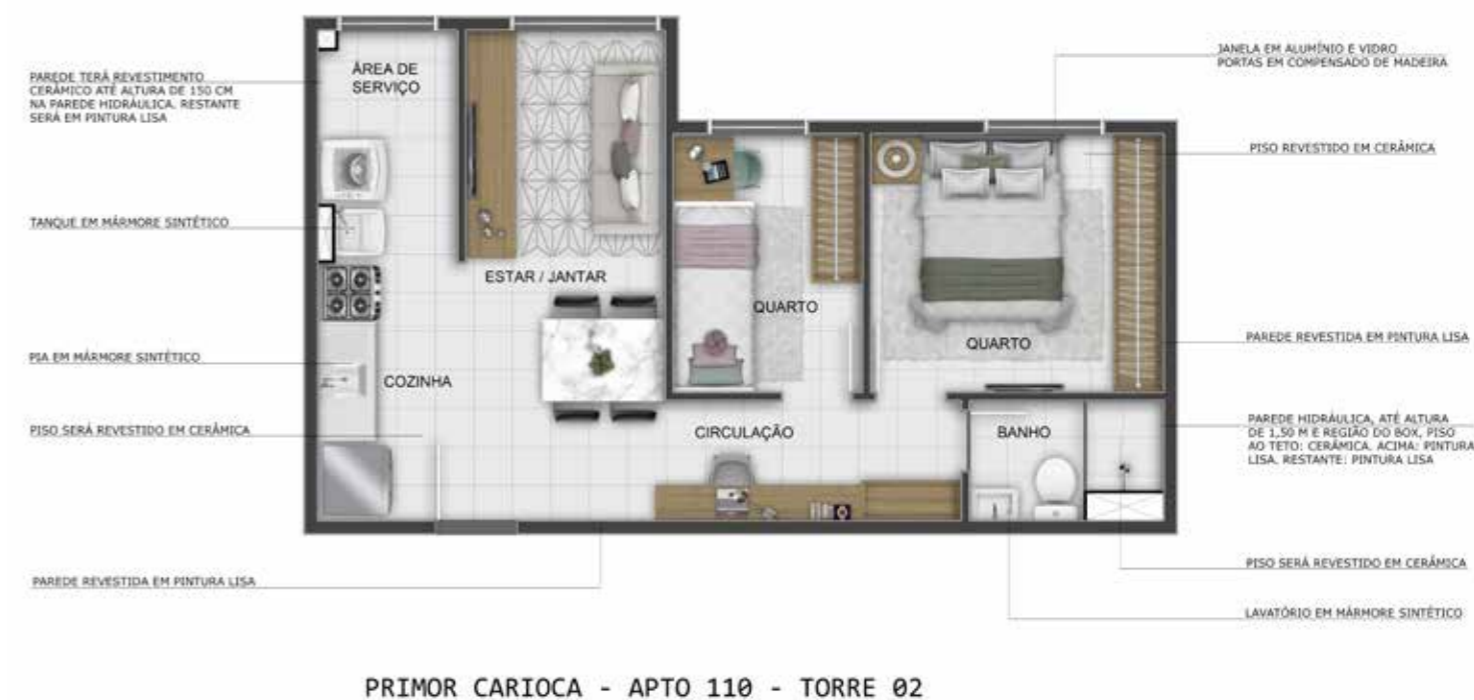 PAREDE TERÁ REVESTIMENTO
CERÂMICO ATÉ ALTURA DE 150 CM
NA PAREDE HIDRÁULICA. RESTANTE
SERÁ EM PINTURA LISA
TANQUE EM MÁRMORE SINTÉTICO
PIA EM MÁRMORE SINTÉTICO
PISO SERÁ REVESTIDO EM CERÂMICA
PAREDE REVESTIDA EM PINTURA LISA
ÁREA DE
SERVIÇO
ESTAR / JANTAR
COZINHA
QUARTO
QUARTO
CIRCULAÇÃO
BANHO
JANELA EM ALUMÍNIO E VIDRO
PORTAS EM COMPENSADO DE MADEIRA
PISO REVESTIDO EM CERÂMICA
PAREDE REVESTIDA EM PINTURA LISA
PAREDE HIDRÁULICA, ATÉ ALTURA
DE 1,50 M E REGIÃO DO BOX, PISO
AO TETO: CERÂMICA. ACIMA: PINTURA
LISA. RESTANTE: PINTURA LISA
PISO SERÁ REVESTIDO EM CERÂMICA
LAVATÓRIO EM MÁRMORE SINTÉTICO
PRIMOR CARIOCA - APTO 110 - TORRE 02